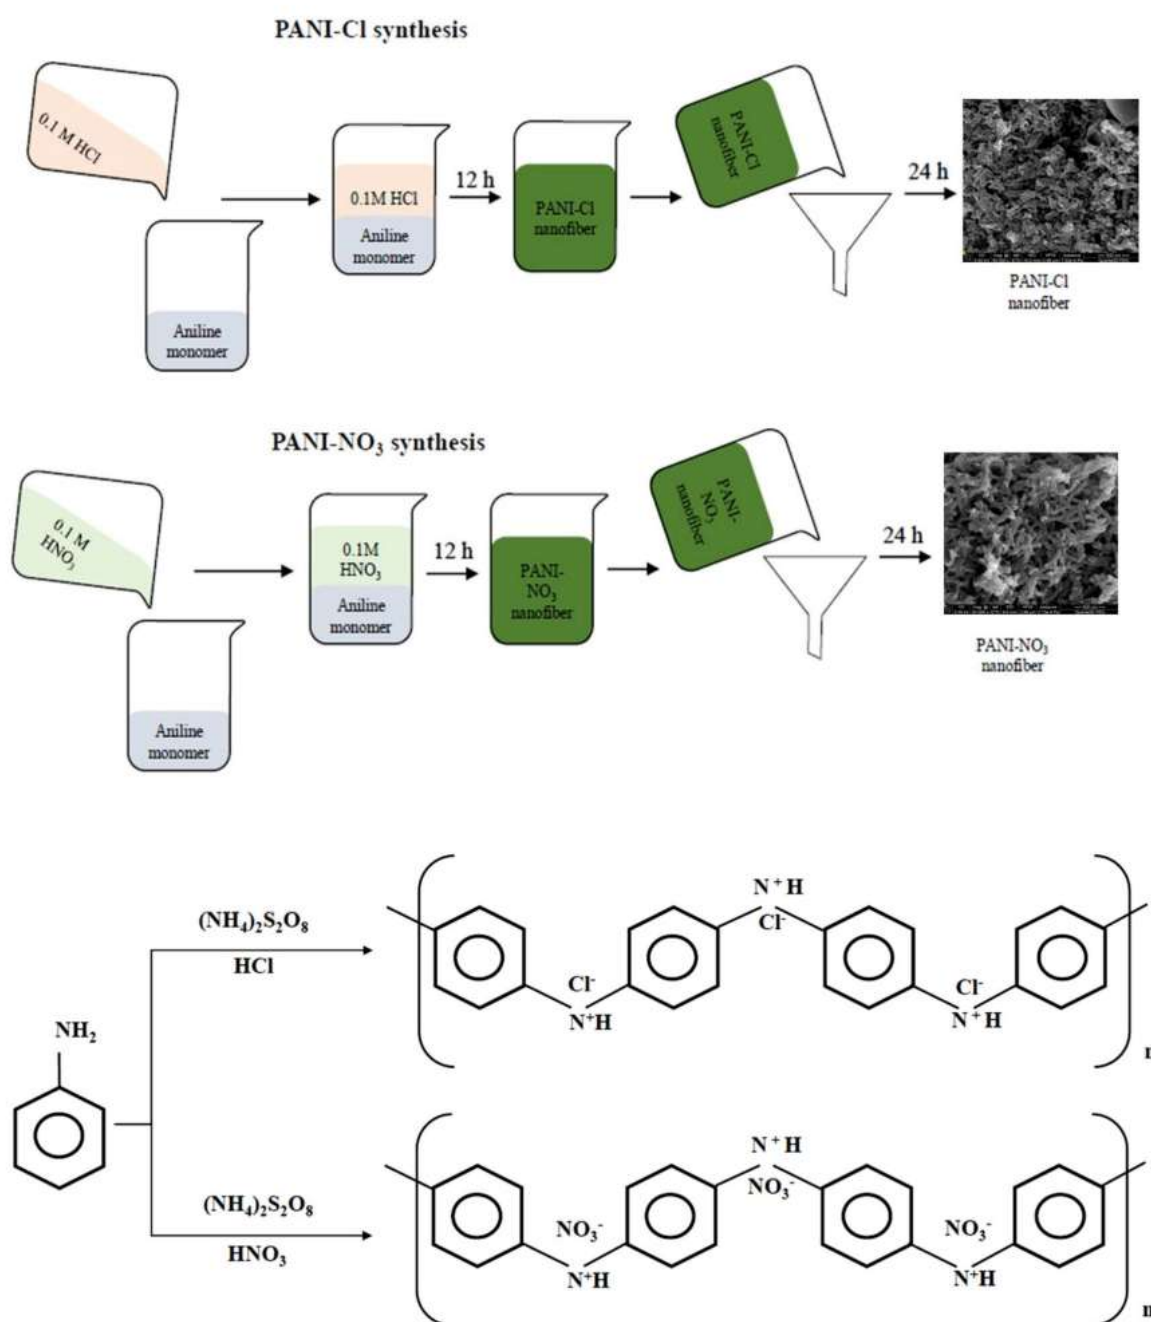 PANI-Cl synthesis
0.1 M HCl
Aniline
monomer
0.1M HCl
Aniline
monomer
12 h
PANI-Cl
nanofiber
PANI-Cl
nanofiber
24 h
PANI-Cl
nanofiber
PANI-NO₃ synthesis
0.1 M
HNO₃
Aniline
monomer
0.1M
HNO₃
Aniline
monomer
12 h
PANI-
NO₃
nanofiber
PANI-
NO₃
nanofiber
24 h
PANI-NO₃
nanofiber
NH₂
(NH₄)₂S₂O₈
HCl
N⁺H
Cl⁻
Cl⁻
N⁺H
Cl⁻
N⁺H
n
(NH₄)₂S₂O₈
HNO₃
N⁺H
NO₃⁻
NO₃⁻
N⁺H
NO₃⁻
N⁺H
n